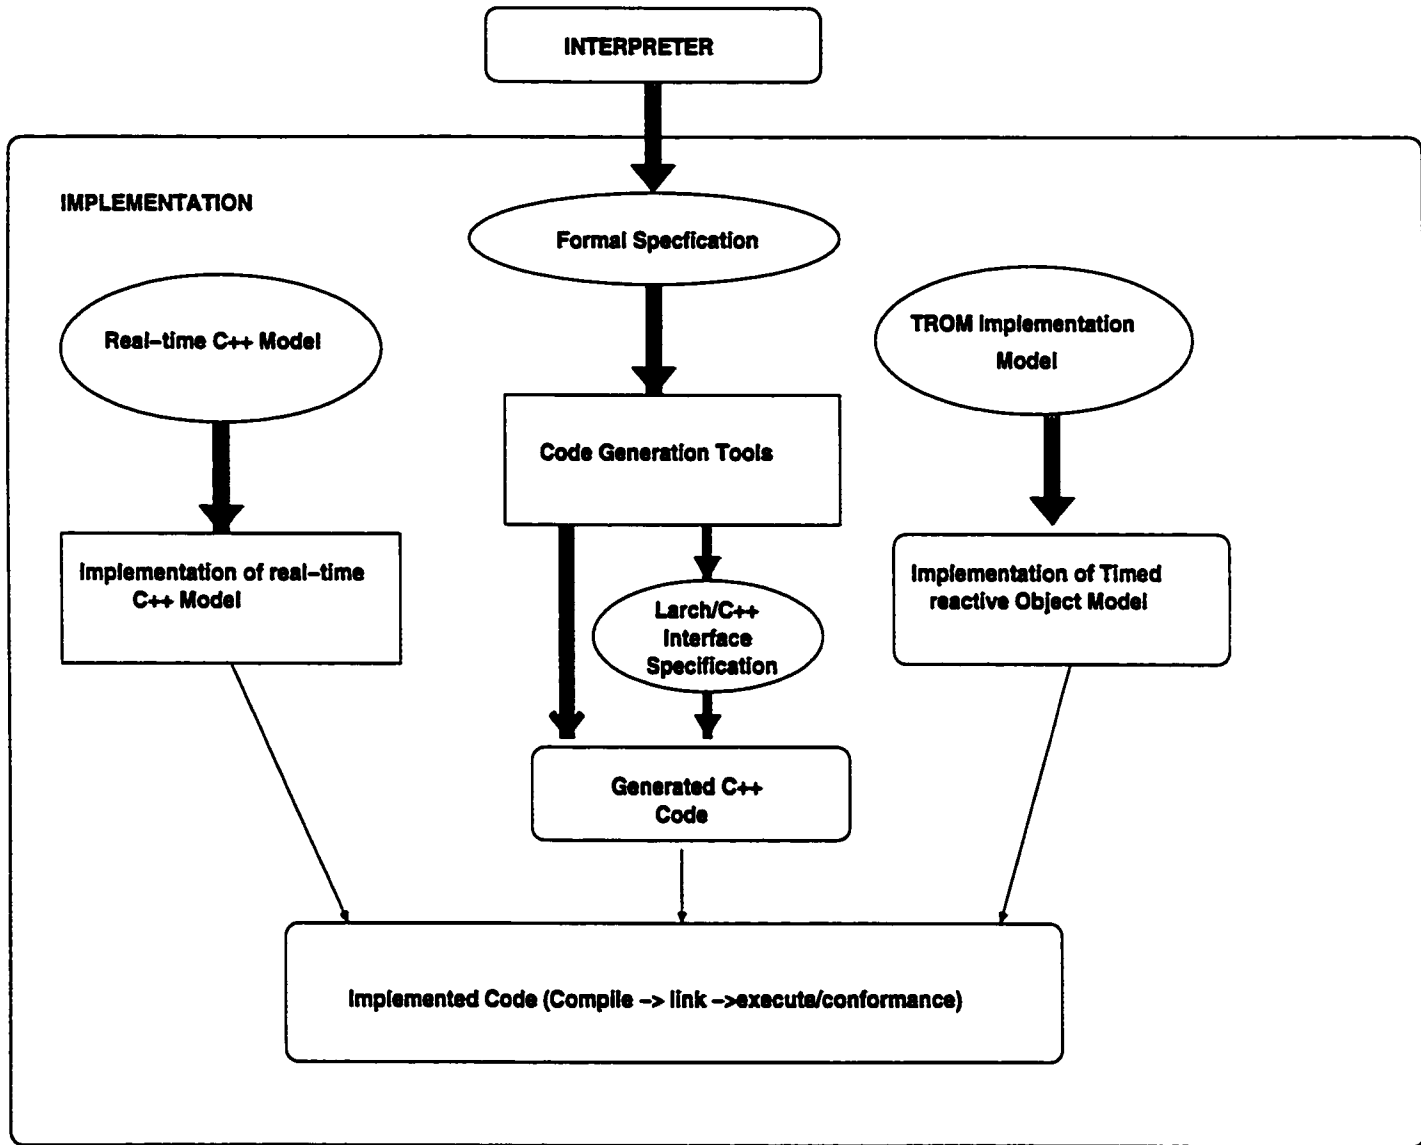 INTERPRETER
IMPLEMENTATION
Formal Specfication
Real-time C++ Model
TROM Implementation
Model
Code Generation Tools
Implementation of real-time
C++ Model
Larch/C++
Interface
Specification
Implementation of Timed
reactive Object Model
Generated C++
Code
Implemented Code (Compile -> link ->execute/conformance)